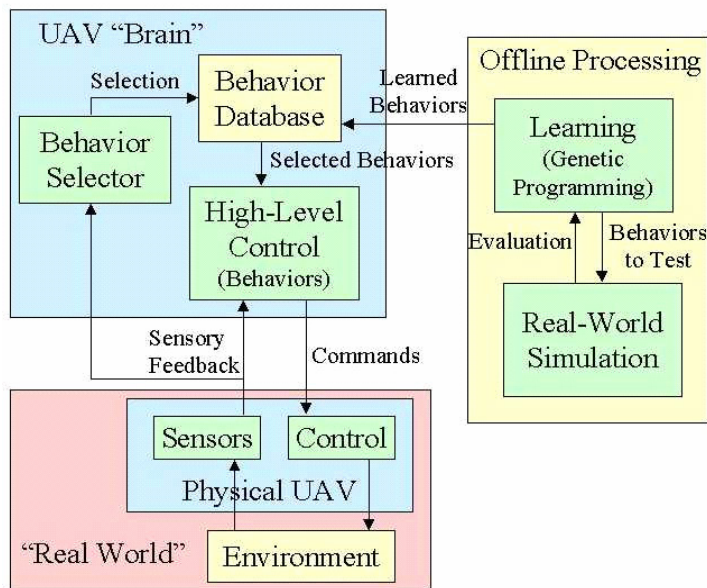 UAV “Brain”
Selection
Behavior
Database
Behavior
Selector
Selected Behaviors
High-Level
Control
(Behaviors)
Learned
Behaviors
Offline Processing
Learning
(Genetic
Programming)
Evaluation
Behaviors
to Test
Real-World
Simulation
Sensory
Feedback
Commands
Sensors
Control
Physical UAV
“Real World”
Environment